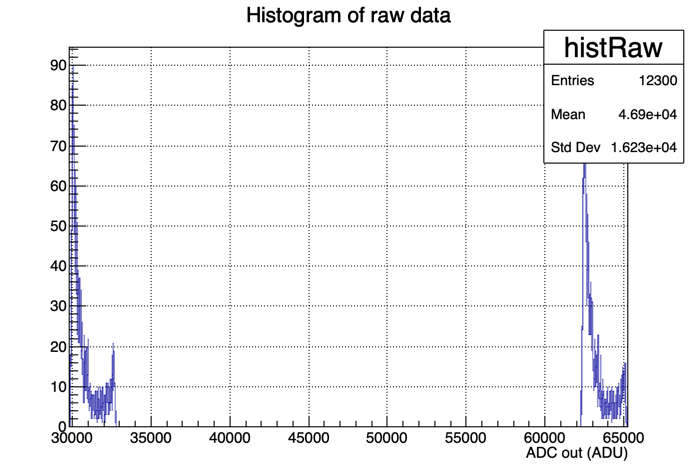 Histogram of raw data
histRaw
Entries 12300
Mean 4.69e+04
Std Dev 1.623e+04
90
80
70
60
50
40
30
20
10
0
30000 35000 40000 45000 50000 55000 60000 65000
ADC out (ADU)